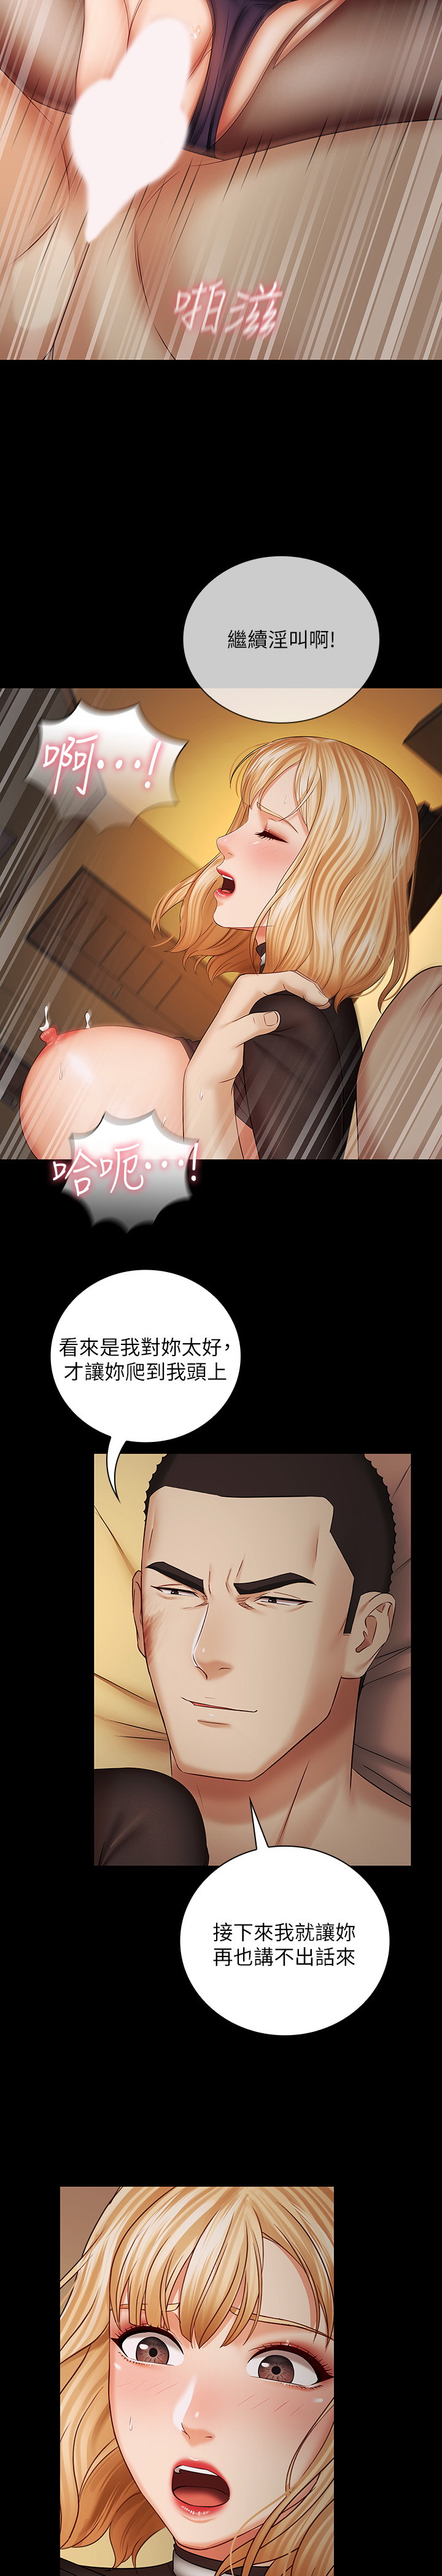 啪滋
繼續淫叫啊!
啊⋯!
哈呃⋯!
看來是我對妳太好,
才讓妳爬到我頭上
接下來我就讓妳
再也講不出話來